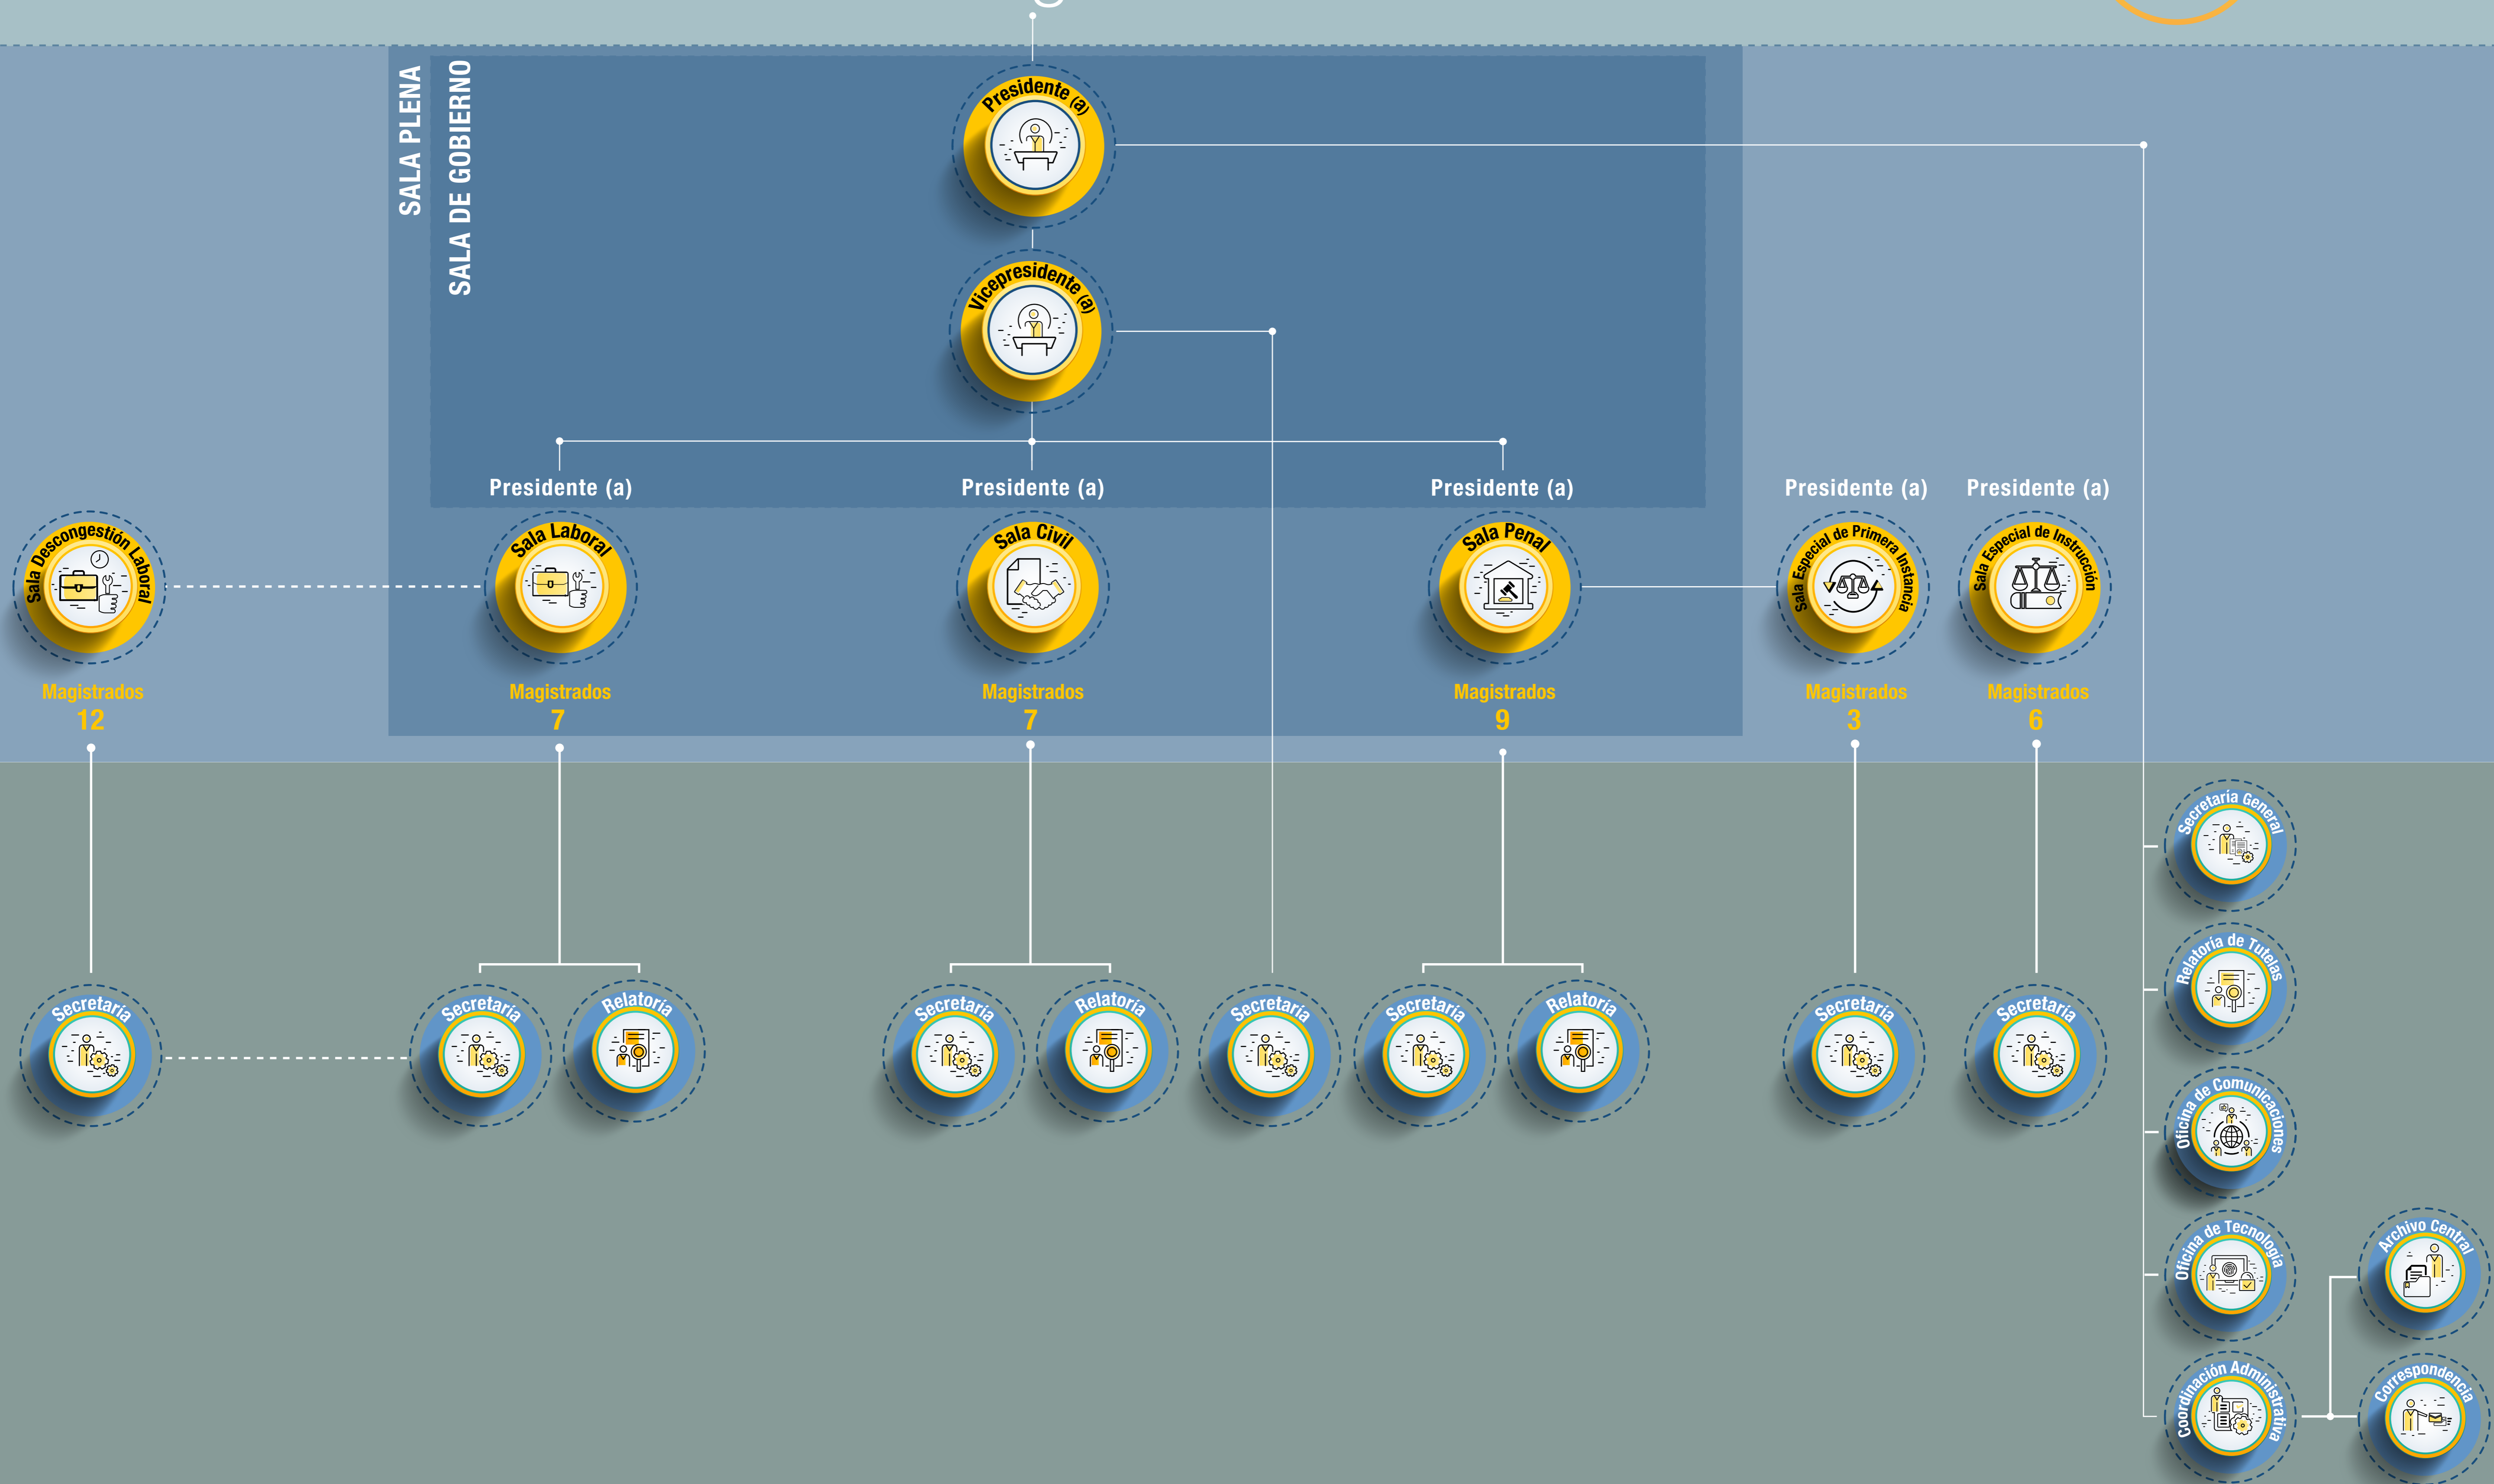 SALA PLENA
SALA DE GOBIERNO
Presidente (a)
Vicepresidente (a)
Presidente (a)
Presidente (a)
Presidente (a)
Presidente (a)
Presidente (a)
Sala Descongestión Laboral
Sala Laboral
Sala Civil
Sala Penal
Sala Especial de Primera Instancia
Sala Especial de Instrucción
Magistrados
12
Magistrados
7
Magistrados
7
Magistrados
9
Magistrados
3
Magistrados
6
Secretaría
Secretaría
Relatoría
Secretaría
Relatoría
Secretaría
Secretaría
Relatoría
Secretaría
Secretaría
Secretaría General
Relatoría de Tutelas
Oficina de Comunicaciones
Oficina de Tecnología
Archivo Central
Coordinación Administrativa
Correspondencia